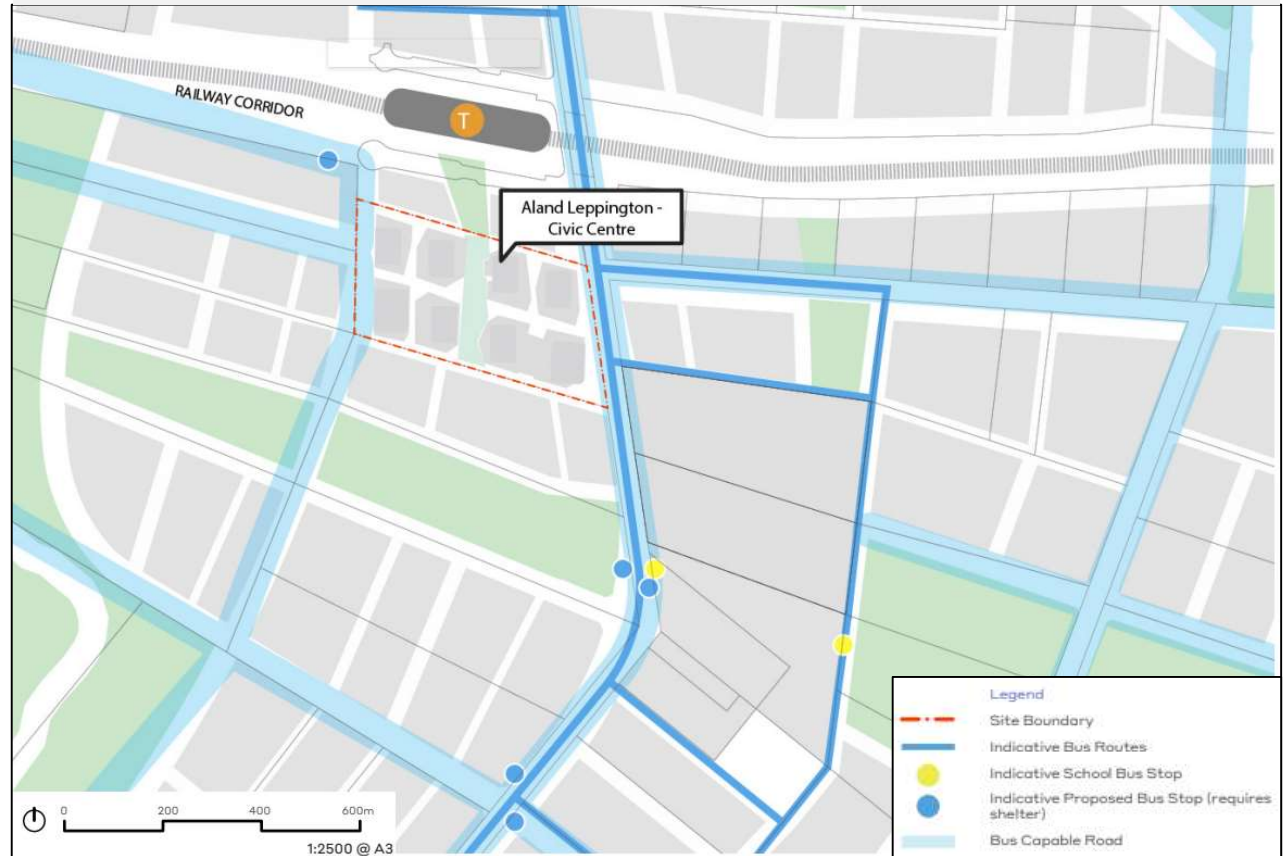 RAILWAY CORRIDOR
T
Aland Leppington -
Civic Centre
Legend
Site Boundary
Indicative Bus Routes
Indicative School Bus Stop
Indicative Proposed Bus Stop (requires
shelter)
Bus Capable Road
0 200 400 600m
1:2500 @ A3